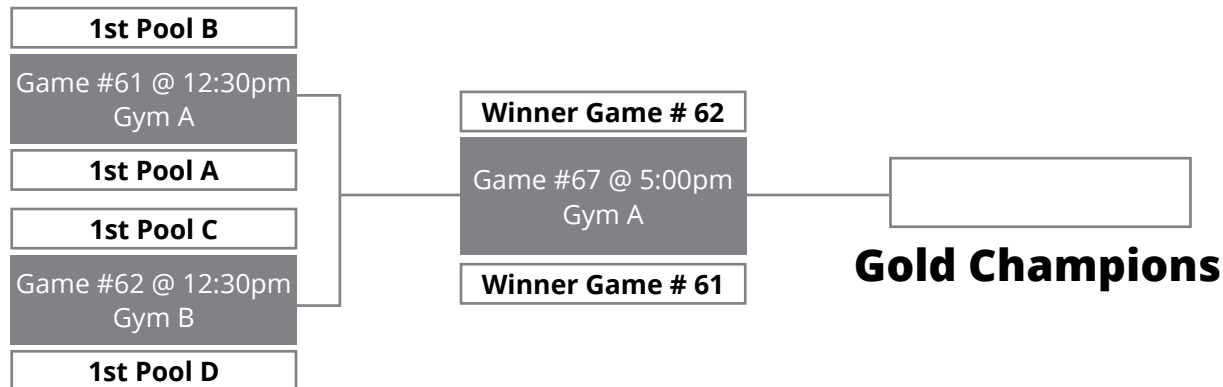 1st Pool B
Game #61 @ 12:30pm
Gym A
1st Pool A
1st Pool C
Game #62 @ 12:30pm
Gym B
1st Pool D
Winner Game # 62
Game #67 @ 5:00pm
Gym A
Winner Game # 61
Gold Champions